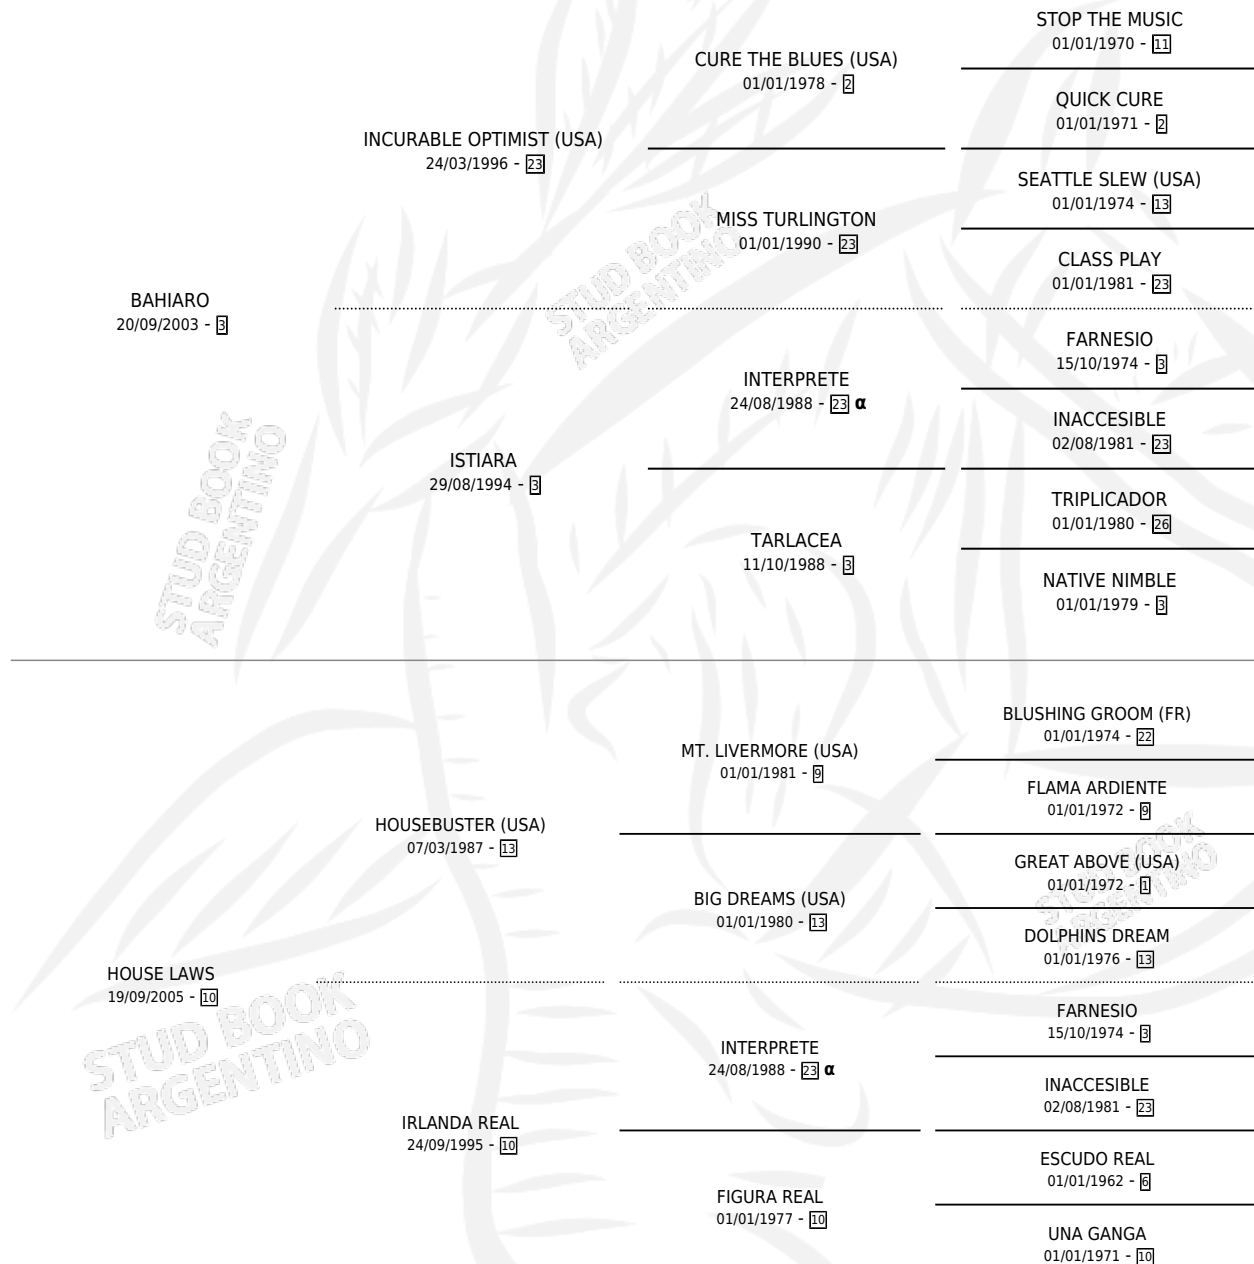 STOP THE MUSIC
01/01/1970 - 11
CURE THE BLUES (USA)
01/01/1978 - 2
QUICK CURE
01/01/1971 - 2
INCURABLE OPTIMIST (USA)
24/03/1996 - 23
SEATTLE SLEW (USA)
01/01/1974 - 13
MISS TURLINGTON
01/01/1990 - 23
CLASS PLAY
01/01/1981 - 23
STUD BOOK
ARGENTINO
BAHIARO
20/09/2003 - 3
FARNESIO
15/10/1974 - 3
INTERPRETE
24/08/1988 - 23 α
INACCESIBLE
02/08/1981 - 23
ISTIARA
29/08/1994 - 3
TRIPLICADOR
01/01/1980 - 26
TARLACEA
11/10/1988 - 3
NATIVE NIMBLE
01/01/1979 - 3
STUD BOOK
ARGENTINO
BLUSHING GROOM (FR)
01/01/1974 - 22
MT. LIVERMORE (USA)
01/01/1981 - 9
FLAMA ARDIENTE
01/01/1972 - 9
HOUSEBUSTER (USA)
07/03/1987 - 13
GREAT ABOVE (USA)
01/01/1972 - 1
BIG DREAMS (USA)
01/01/1980 - 13
DOLPHINS DREAM
01/01/1976 - 13
STUD BOOK
ARGENTINO
HOUSE LAWS
19/09/2005 - 10
FARNESIO
15/10/1974 - 3
INTERPRETE
24/08/1988 - 23 α
INACCESIBLE
02/08/1981 - 23
IRLANDA REAL
24/09/1995 - 10
ESCUDO REAL
01/01/1962 - 6
FIGURA REAL
01/01/1977 - 10
UNA GANGA
01/01/1971 - 10
STUD BOOK
ARGENTINO